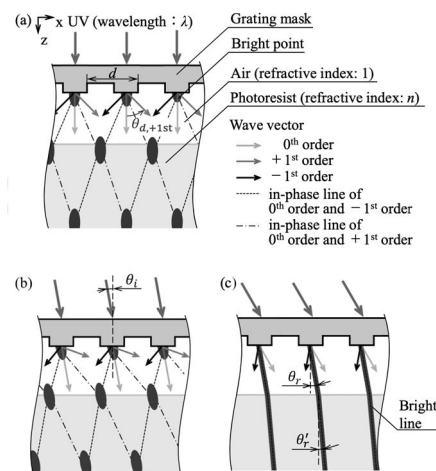 (a)
x UV (wavelength : λ)
z
Grating mask
Bright point
d
Air (refractive index: 1)
θd,+1st
Photoresist (refractive index: n)
Wave vector
0th order
+1st order
−1st order
in-phase line of
0th order and −1st order
in-phase line of
0th order and +1st order
(b)
θi
(c)
θr
Bright
line
θ′r